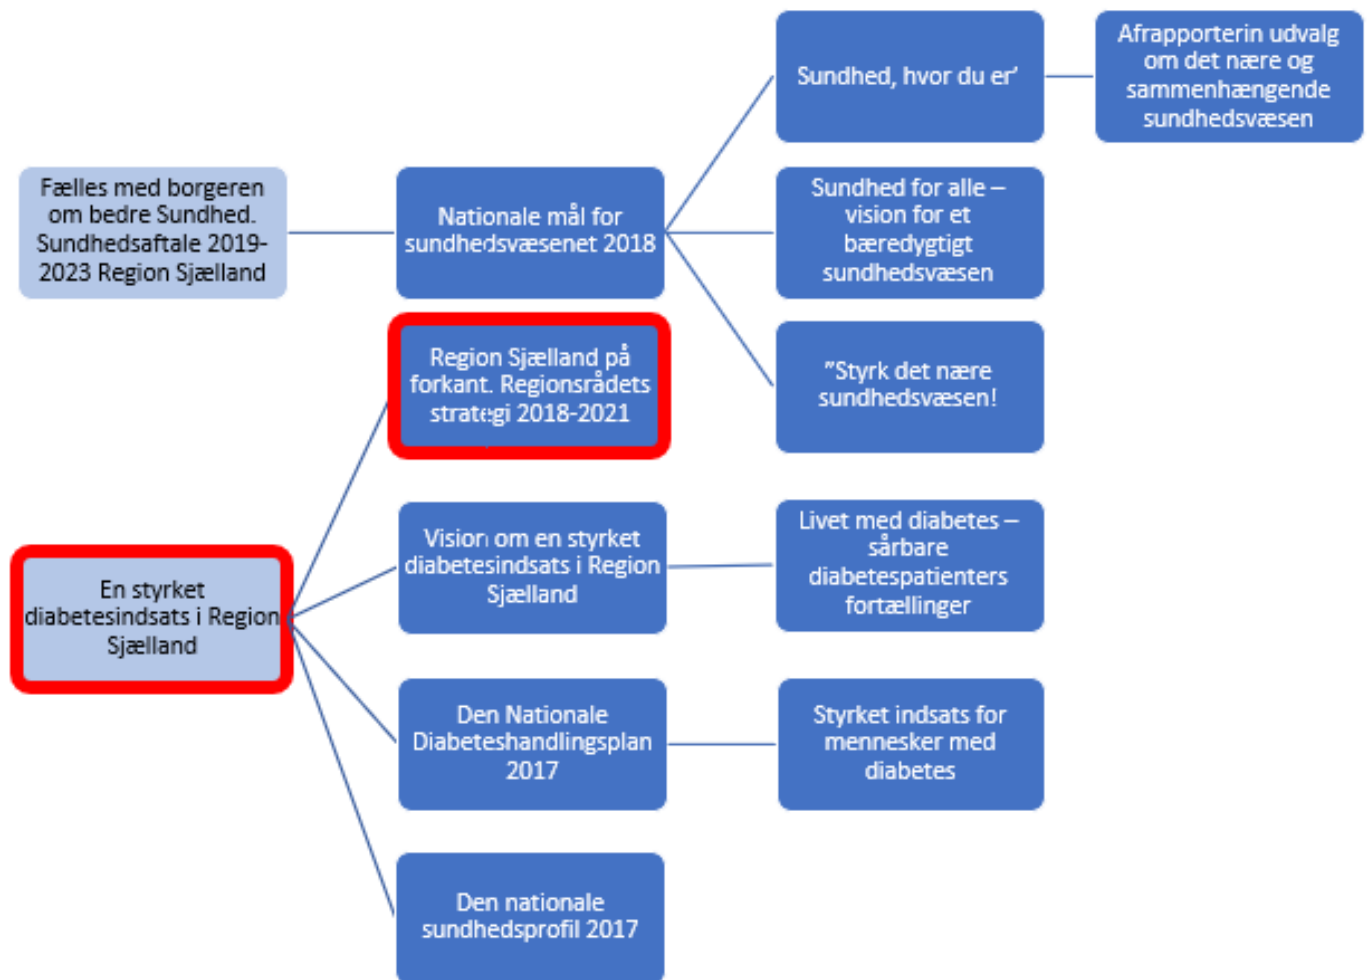 Sundhed, hvor du er'
Afrapporterin udvalg
om det nære og
sammenhængende
sundhedsvæsen
Fælles med borgeren
om bedre Sundhed.
Sundhedsaftale 2019-
2023 Region Sjælland
Nationale mål for
sundhedsvæsenet 2018
Sundhed for alle –
vision for et
bæredygtigt
sundhedsvæsen
Region Sjælland på
forkant. Regionsrådets
strategi 2018-2021
"Styrk det nære
sundhedsvæsen!
En styrket
diabetesindsats i Region
Sjælland
Vision om en styrket
diabetesindsats i Region
Sjælland
Livet med diabetes –
sårbare
diabetespatienters
fortællinger
Den Nationale
Diabeteshandlingsplan
2017
Styrket indsats for
mennesker med
diabetes
Den nationale
sundhedsprofil 2017